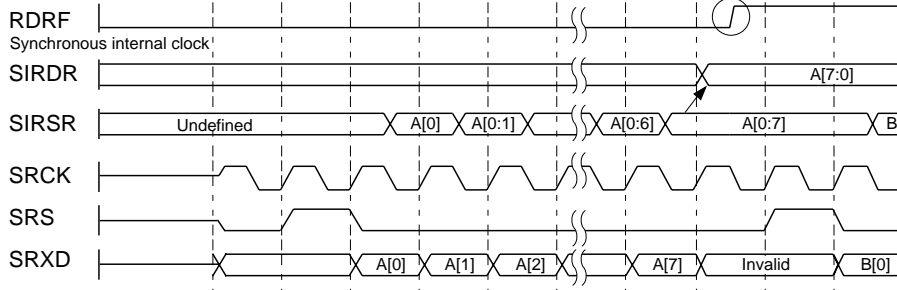 RDRF
Synchronous internal clock
SIRDR A[7:0]
SIRSR Undefined A[0] A[0:1] A[0:6] A[0:7] B
SRCK
SRS
SRXD A[0] A[1] A[2] A[7] Invalid B[0]